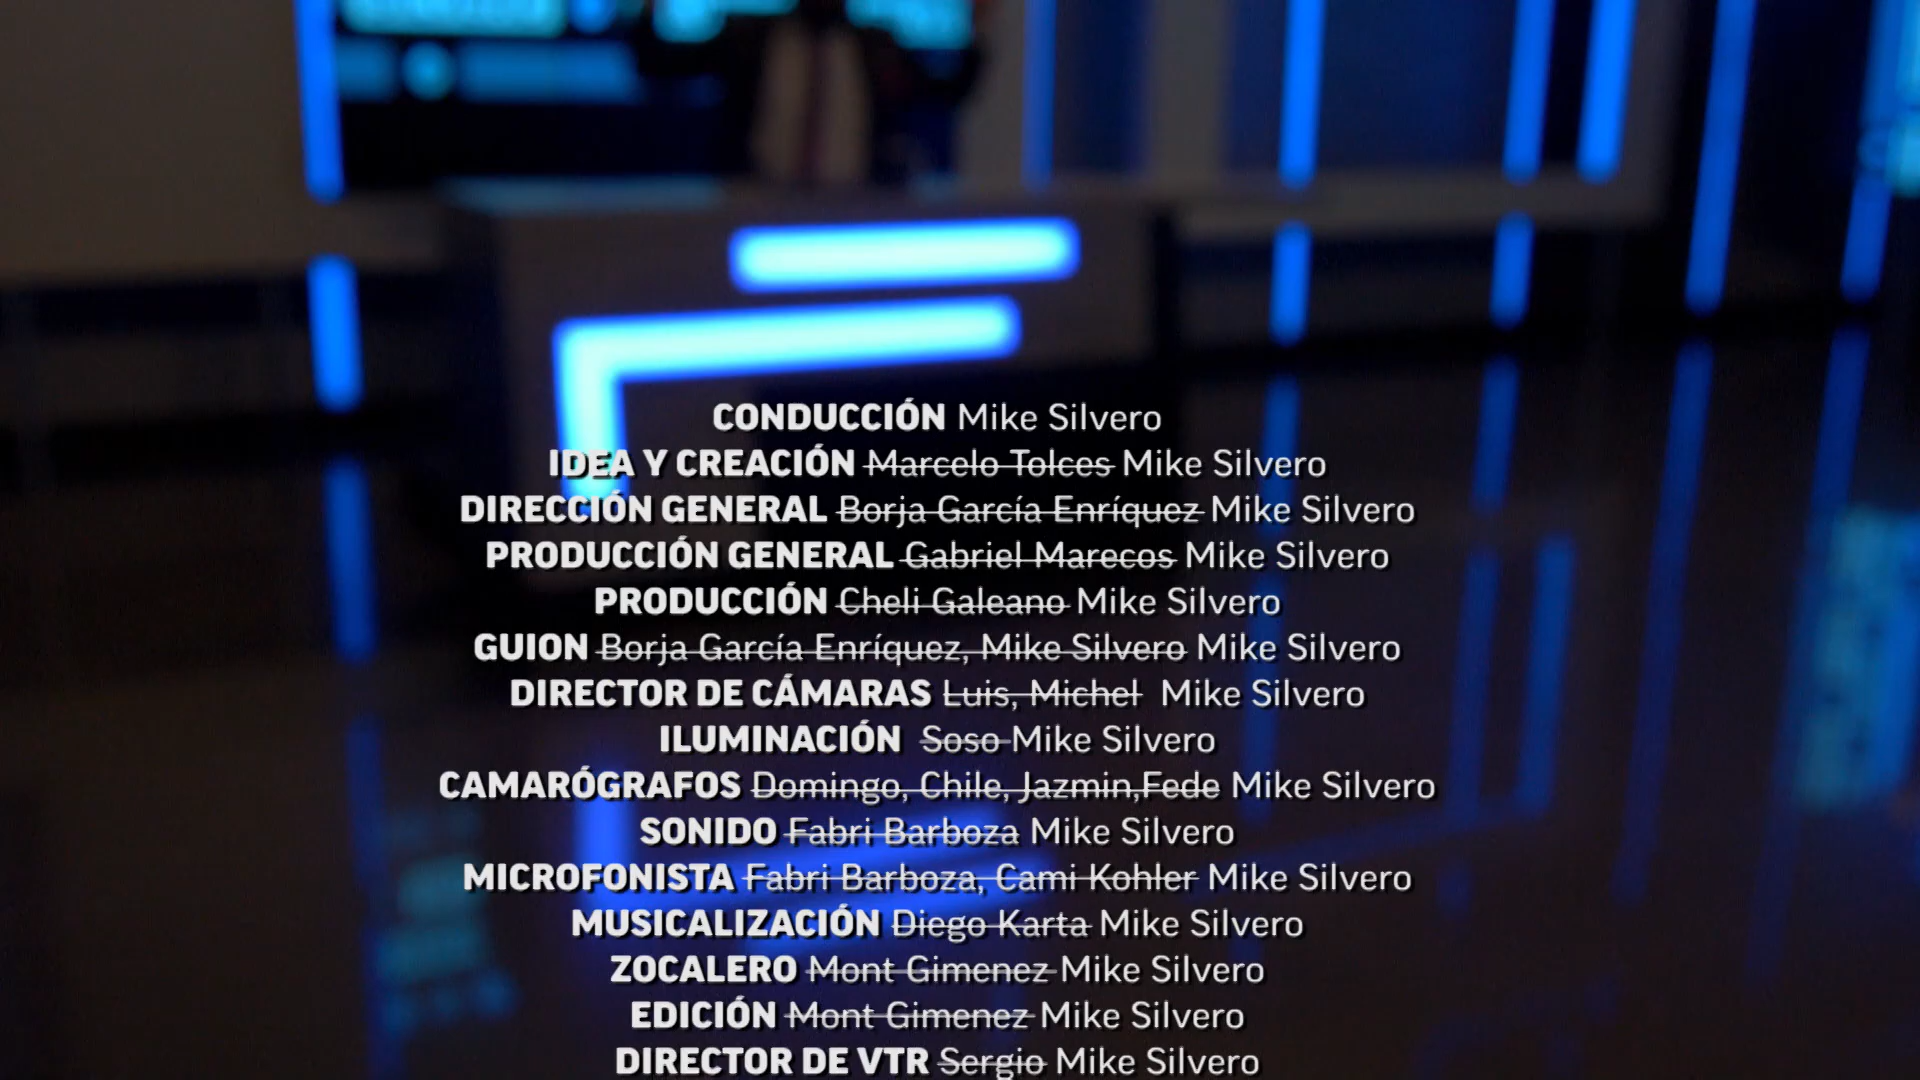 CONDUCCIÓN Mike Silvero
IDEA Y CREACIÓN Marcelo Tolces Mike Silvero
DIRECCIÓN GENERAL Borja García Enríquez Mike Silvero
PRODUCCIÓN GENERAL Gabriel Marecos Mike Silvero
PRODUCCIÓN Cheli Galeano Mike Silvero
GUION Borja García Enríquez, Mike Silvero Mike Silvero
DIRECTOR DE CÁMARAS Luis, Michel Mike Silvero
ILUMINACIÓN Soso Mike Silvero
CAMARÓGRAFOS Domingo, Chile, Jazmin,Fede Mike Silvero
SONIDO Fabri Barboza Mike Silvero
MICROFONISTA Fabri Barboza, Cami Kohler Mike Silvero
MUSICALIZACIÓN Diego Karta Mike Silvero
ZOCALERO Mont Gimenez Mike Silvero
EDICIÓN Mont Gimenez Mike Silvero
DIRECTOR DE VTR Sergio Mike Silvero